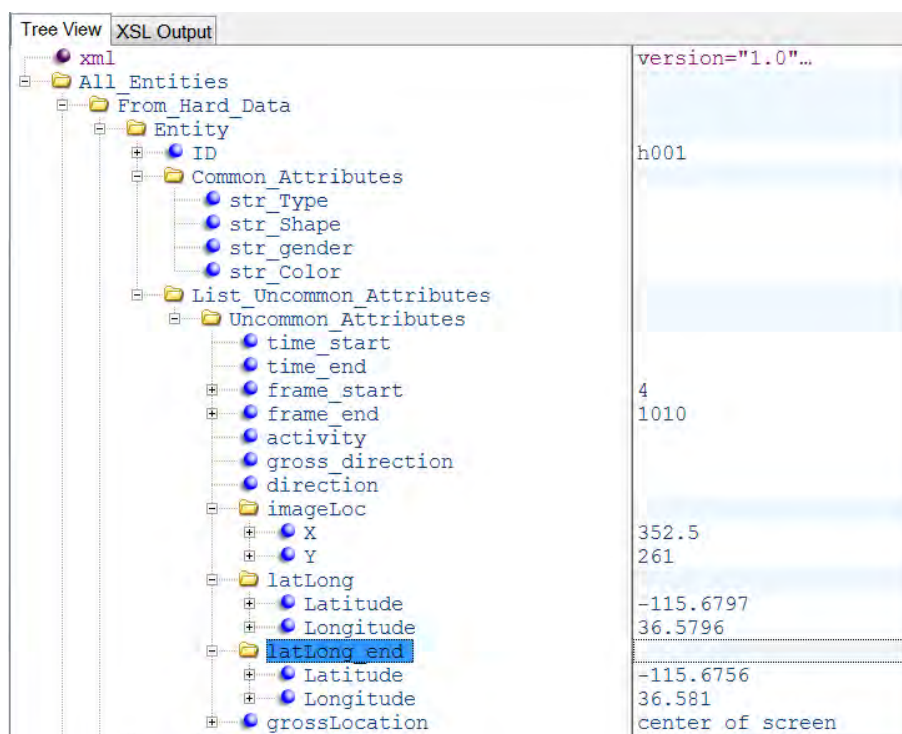 Tree View XSL Output
xml version="1.0"…
All_Entities
From_Hard_Data
Entity
ID h001
Common_Attributes
str_Type
str_Shape
str_gender
str_Color
List_Uncommon_Attributes
Uncommon_Attributes
time_start
time_end
frame_start 4
frame_end 1010
activity
gross_direction
direction
imageLoc
X 352.5
Y 261
latLong
Latitude -115.6797
Longitude 36.5796
latLong_end
Latitude -115.6756
Longitude 36.581
grossLocation center of screen